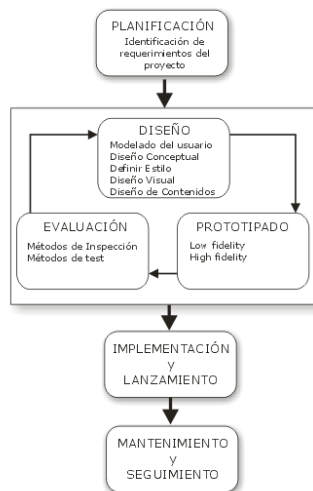 PLANIFICACIÓN
Identificación de
requerimientos del
proyecto
DISEÑO
Modelado del usuario
Diseño Conceptual
Definir Estilo
Diseño Visual
Diseño de Contenidos
EVALUACIÓN
Métodos de Inspección
Métodos de test
PROTOTIPADO
Low fidelity
High fidelity
IMPLEMENTACIÓN
y
LANZAMIENTO
MANTENIMIENTO
y
SEGUIMIENTO